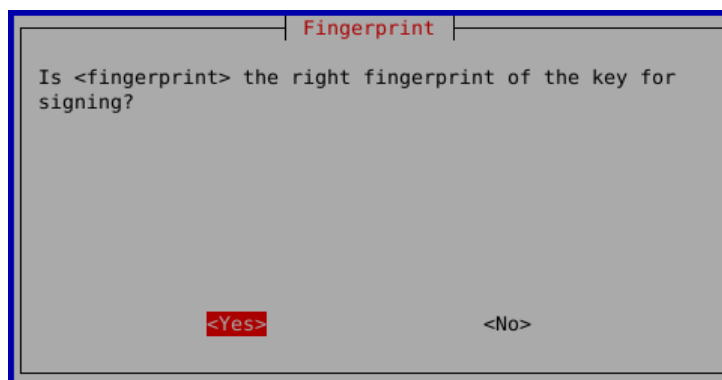 Fingerprint
Is <fingerprint> the right fingerprint of the key for
signing?
<Yes> <No>